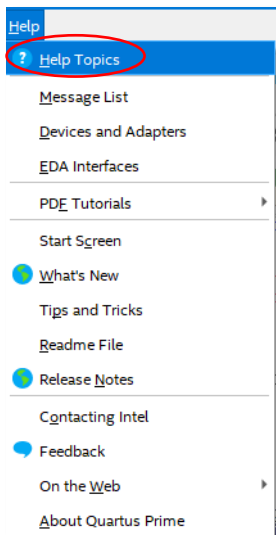 Help
? Help Topics
Message List
Devices and Adapters
EDA Interfaces
PDF Tutorials
Start Screen
What's New
Tips and Tricks
Readme File
Release Notes
Contacting Intel
Feedback
On the Web
About Quartus Prime